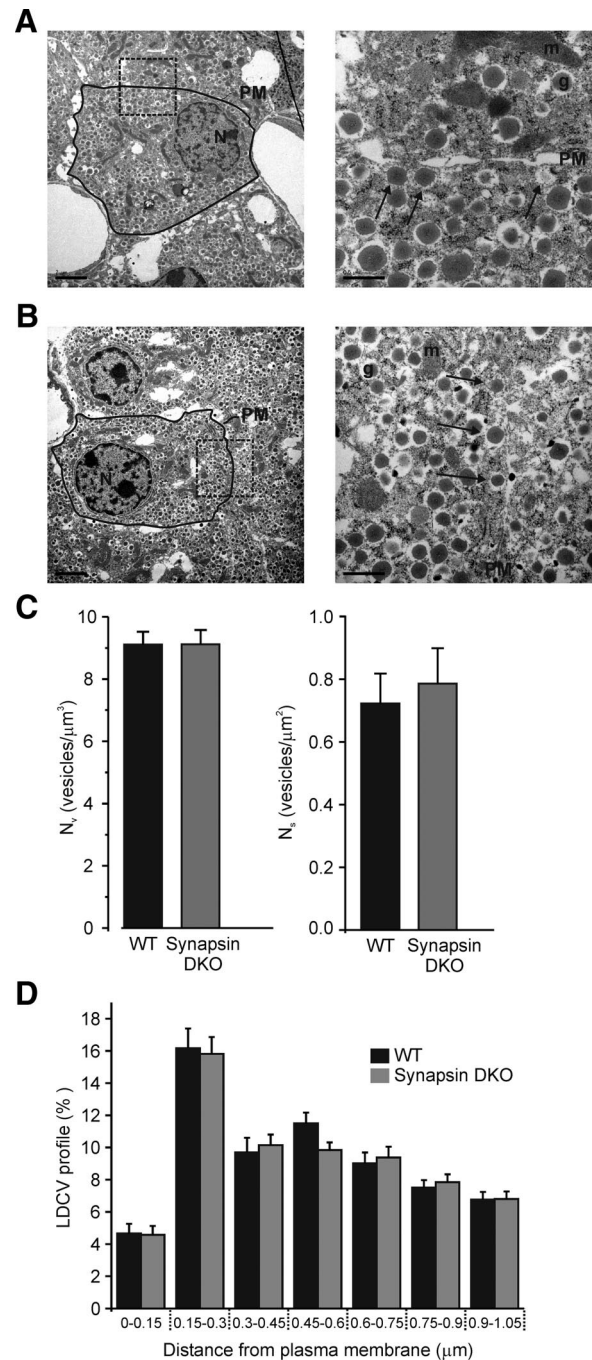 A
PM
N
m
g
PM
B
PM
N
m
g
PM
C
10
8
6
4
2
0
Nv (vesicles/μm³)
WT
Synapsin
DKO
1.0
0.8
0.6
0.4
0.2
0.0
Ns (vesicles/μm²)
WT
Synapsin
DKO
D
18
16
14
12
10
8
6
4
2
0
LDCV profile (%)
WT
Synapsin DKO
0-0.15 0.15-0.3 0.3-0.45 0.45-0.6 0.6-0.75 0.75-0.9 0.9-1.05
Distance from plasma membrane (μm)